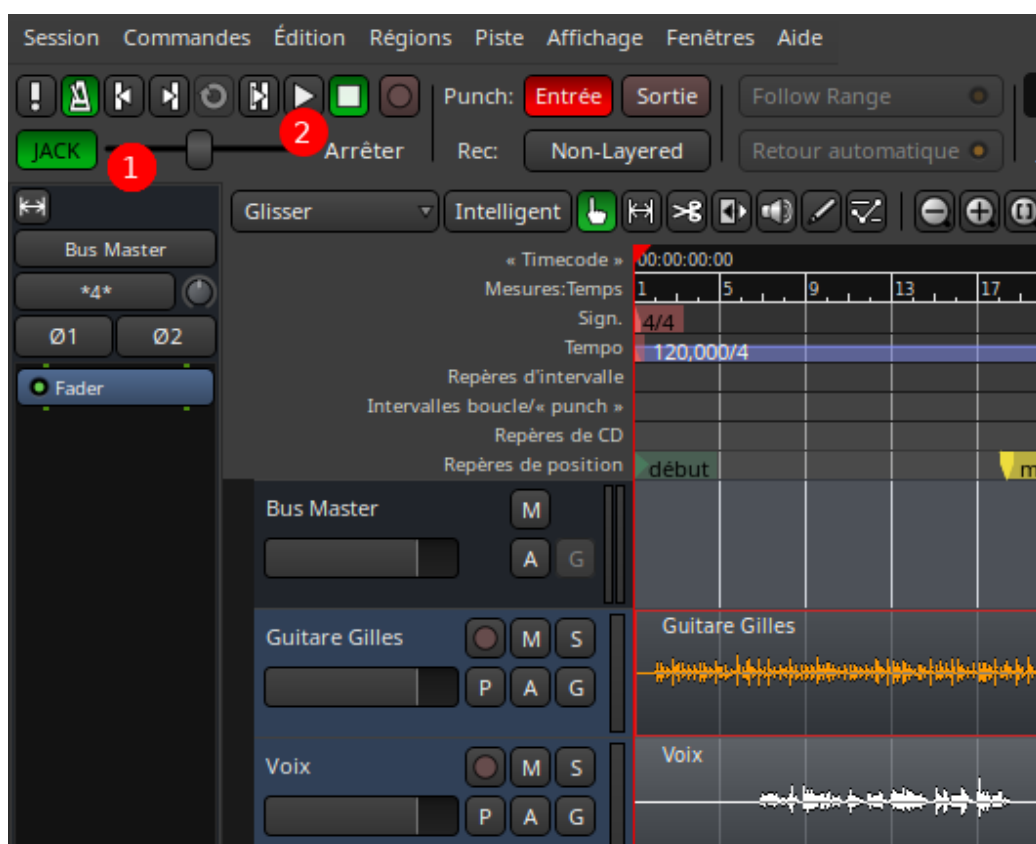 Session Commandes Édition Régions Piste Affichage Fenêtres Aide
Punch: Entrée Sortie Follow Range
2
JACK Arrêter Rec: Non-Layered Retour automatique
1
Glisser Intelligent
Bus Master
« Timecode » 00:00:00:00
*4* Mesures:Temps 1 5 9 13 17
Sign. 4/4
Ø1 Ø2
Tempo 120,000/4
Repères d'intervalle
Fader
Intervalles boucle/« punch »
Repères de CD
Repères de position début m
Bus Master M
A G
Guitare Gilles M S Guitare Gilles
P A G
Voix M S Voix
P A G